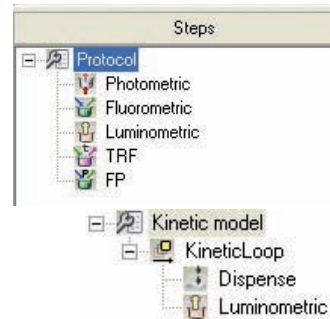 Steps
Protocol
Photometric
Fluorometric
Luminometric
TRF
FP
Kinetic model
KineticLoop
Dispense
Luminometric